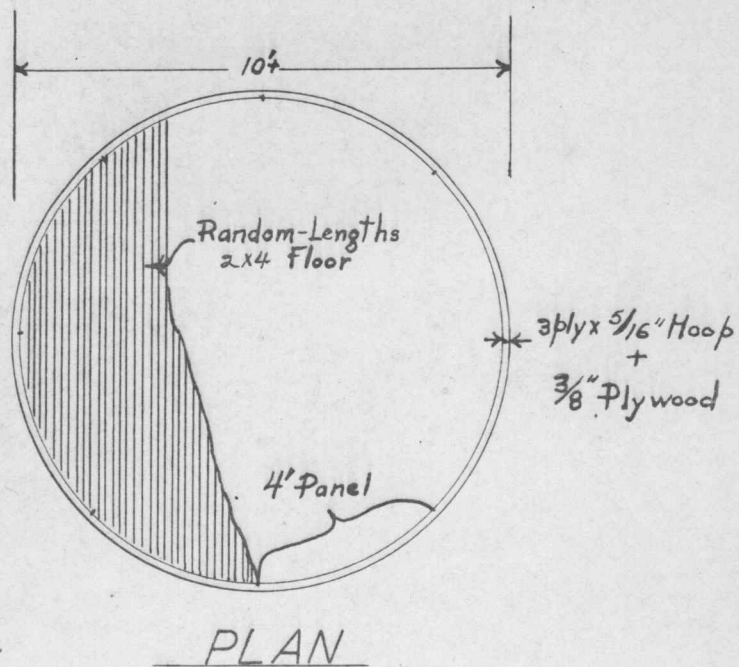 10'±
Random-Lengths
2x4 Floor
3ply x 5/16" Hoop
+
3/8" Plywood
4' Panel
PLAN